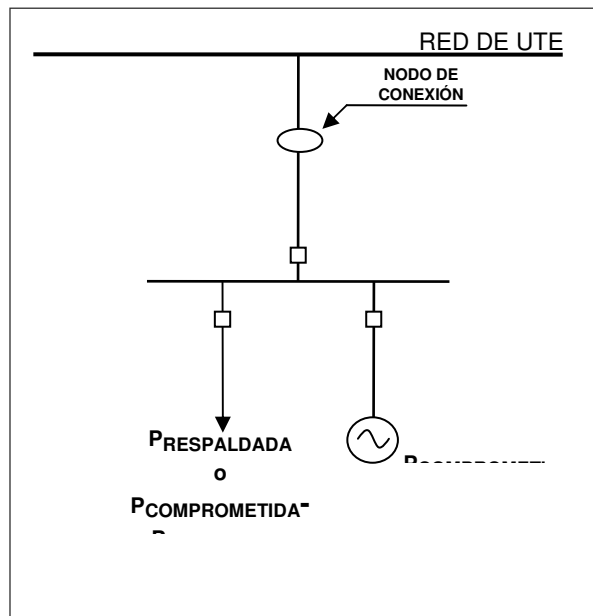 RED DE UTE
NODO DE
CONEXIÓN
PRESPALDADA
o
PCOMPROMETIDA-